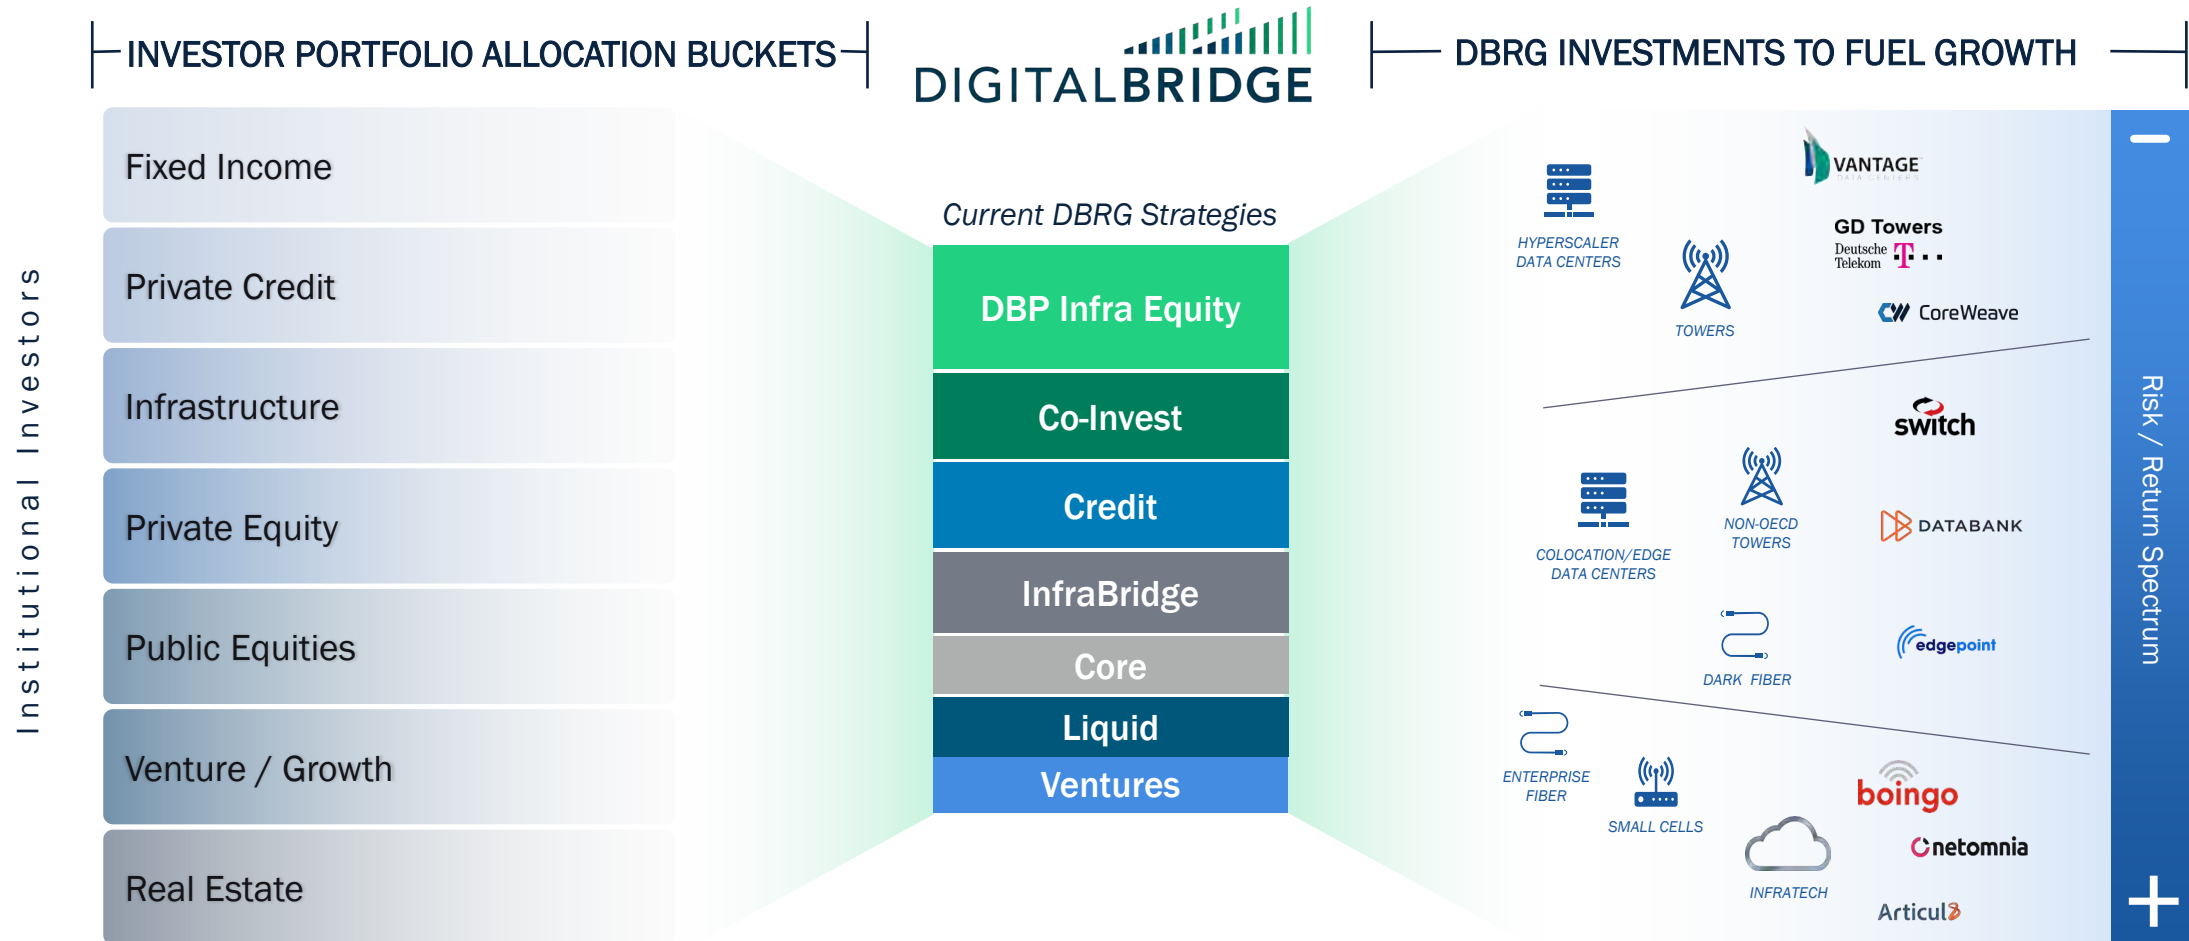 INVESTOR PORTFOLIO ALLOCATION BUCKETS
DIGITALBRIDGE
DBRG INVESTMENTS TO FUEL GROWTH
Institutional Investors
Fixed Income
Private Credit
Infrastructure
Private Equity
Public Equities
Venture / Growth
Real Estate
Current DBRG Strategies
DBP Infra Equity
Co-Invest
Credit
InfraBridge
Core
Liquid
Ventures
HYPERSCALER
DATA CENTERS
TOWERS
VANTAGE
DATA CENTERS
GD Towers
Deutsche
Telekom
T
CoreWeave
COLOCATION/EDGE
DATA CENTERS
NON-OECD
TOWERS
DARK FIBER
switch
DATABANK
edgepoint
ENTERPRISE
FIBER
SMALL CELLS
INFRATECH
boingo
netomnia
Articul8
−
Risk / Return Spectrum
+